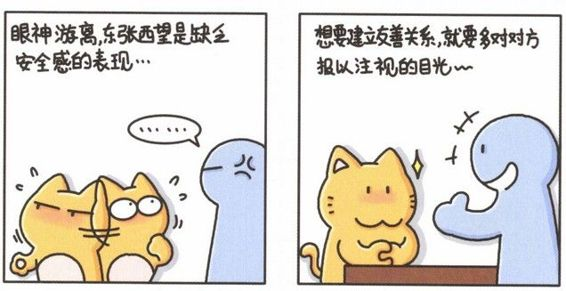 眼神游离,东张西望是缺乏
安全感的表现…
……
想要建立友善关系,就要多对对方
报以注视的目光~